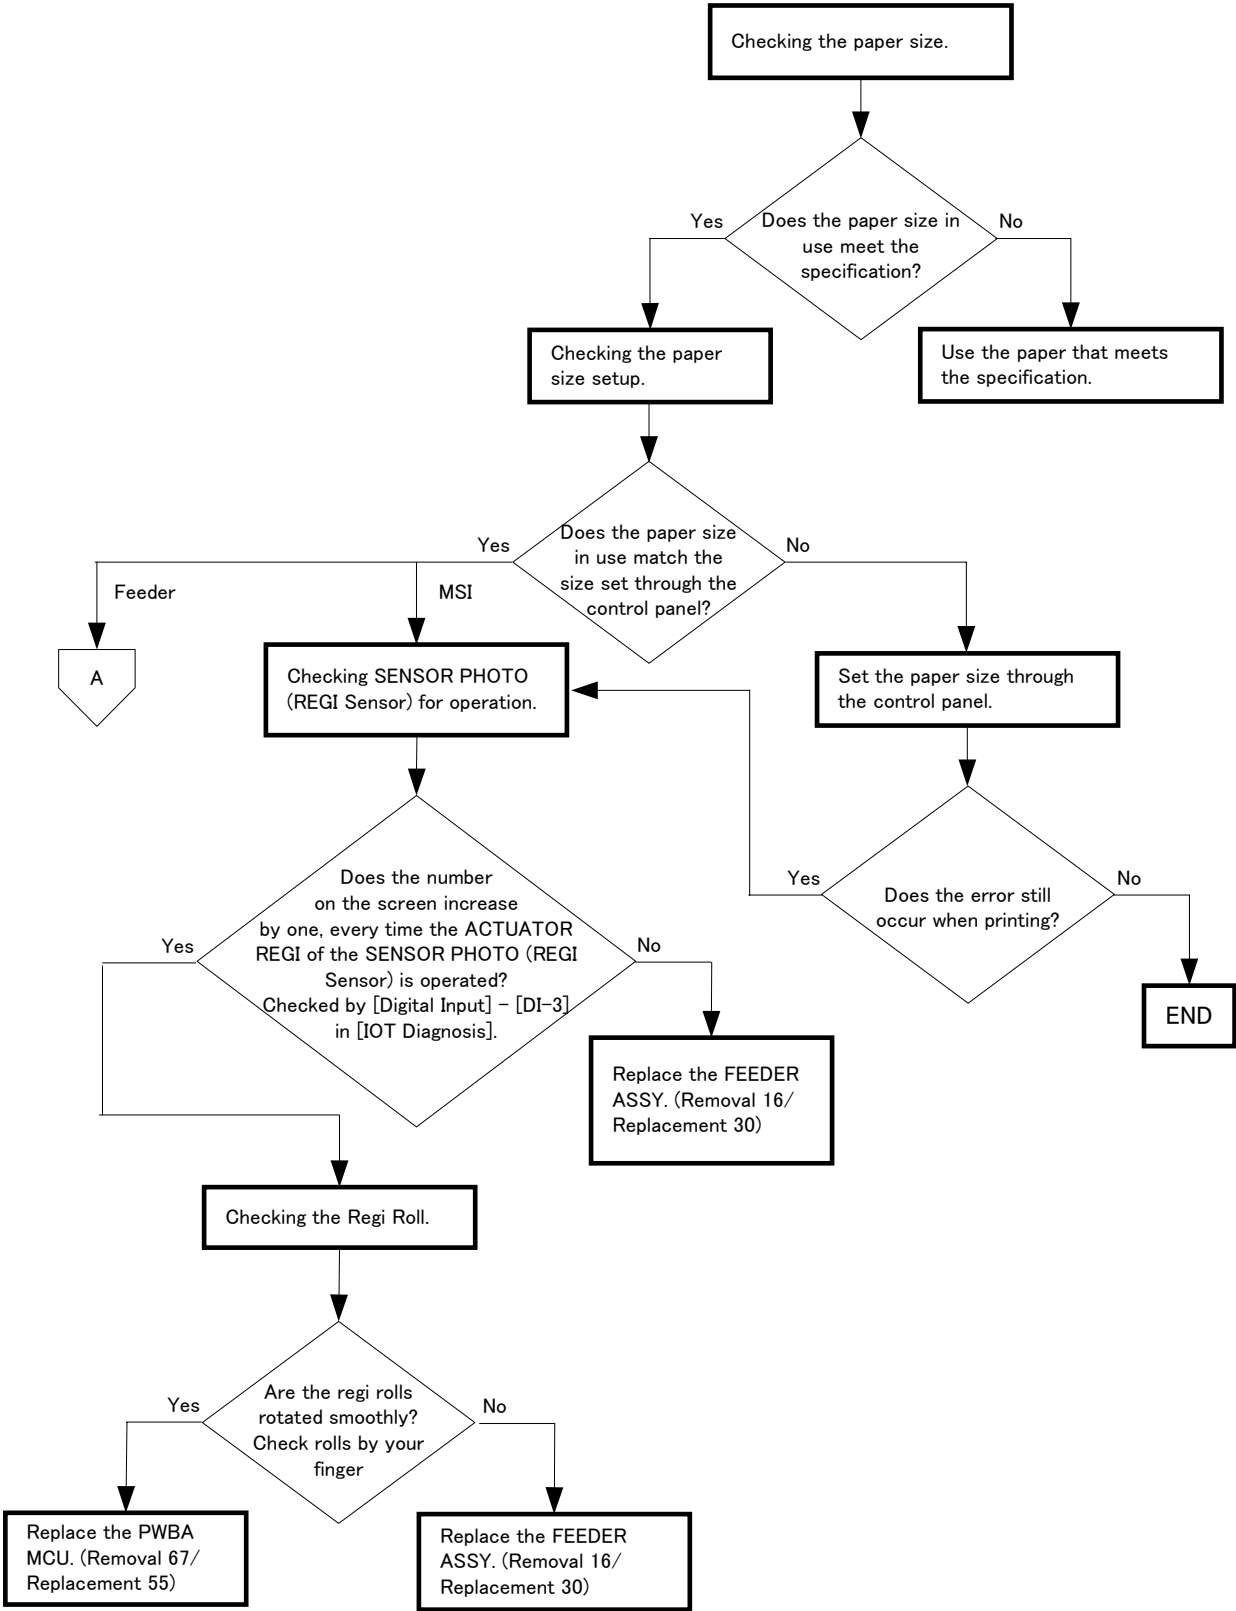 Checking the paper size.
Yes
Does the paper size in
use meet the
specification?
No
Checking the paper
size setup.
Use the paper that meets
the specification.
Yes
Does the paper size
in use match the
size set through the
control panel?
No
Feeder
MSI
A
Checking SENSOR PHOTO
(REGI Sensor) for operation.
Set the paper size through
the control panel.
Does the number
on the screen increase
by one, every time the ACTUATOR
REGI of the SENSOR PHOTO (REGI
Sensor) is operated?
Checked by [Digital Input] - [DI-3]
in [IOT Diagnosis].
Yes
No
Yes
Does the error still
occur when printing?
No
END
Replace the FEEDER
ASSY. (Removal 16/
Replacement 30)
Checking the Regi Roll.
Yes
Are the regi rolls
rotated smoothly?
Check rolls by your
finger
No
Replace the PWBA
MCU. (Removal 67/
Replacement 55)
Replace the FEEDER
ASSY. (Removal 16/
Replacement 30)